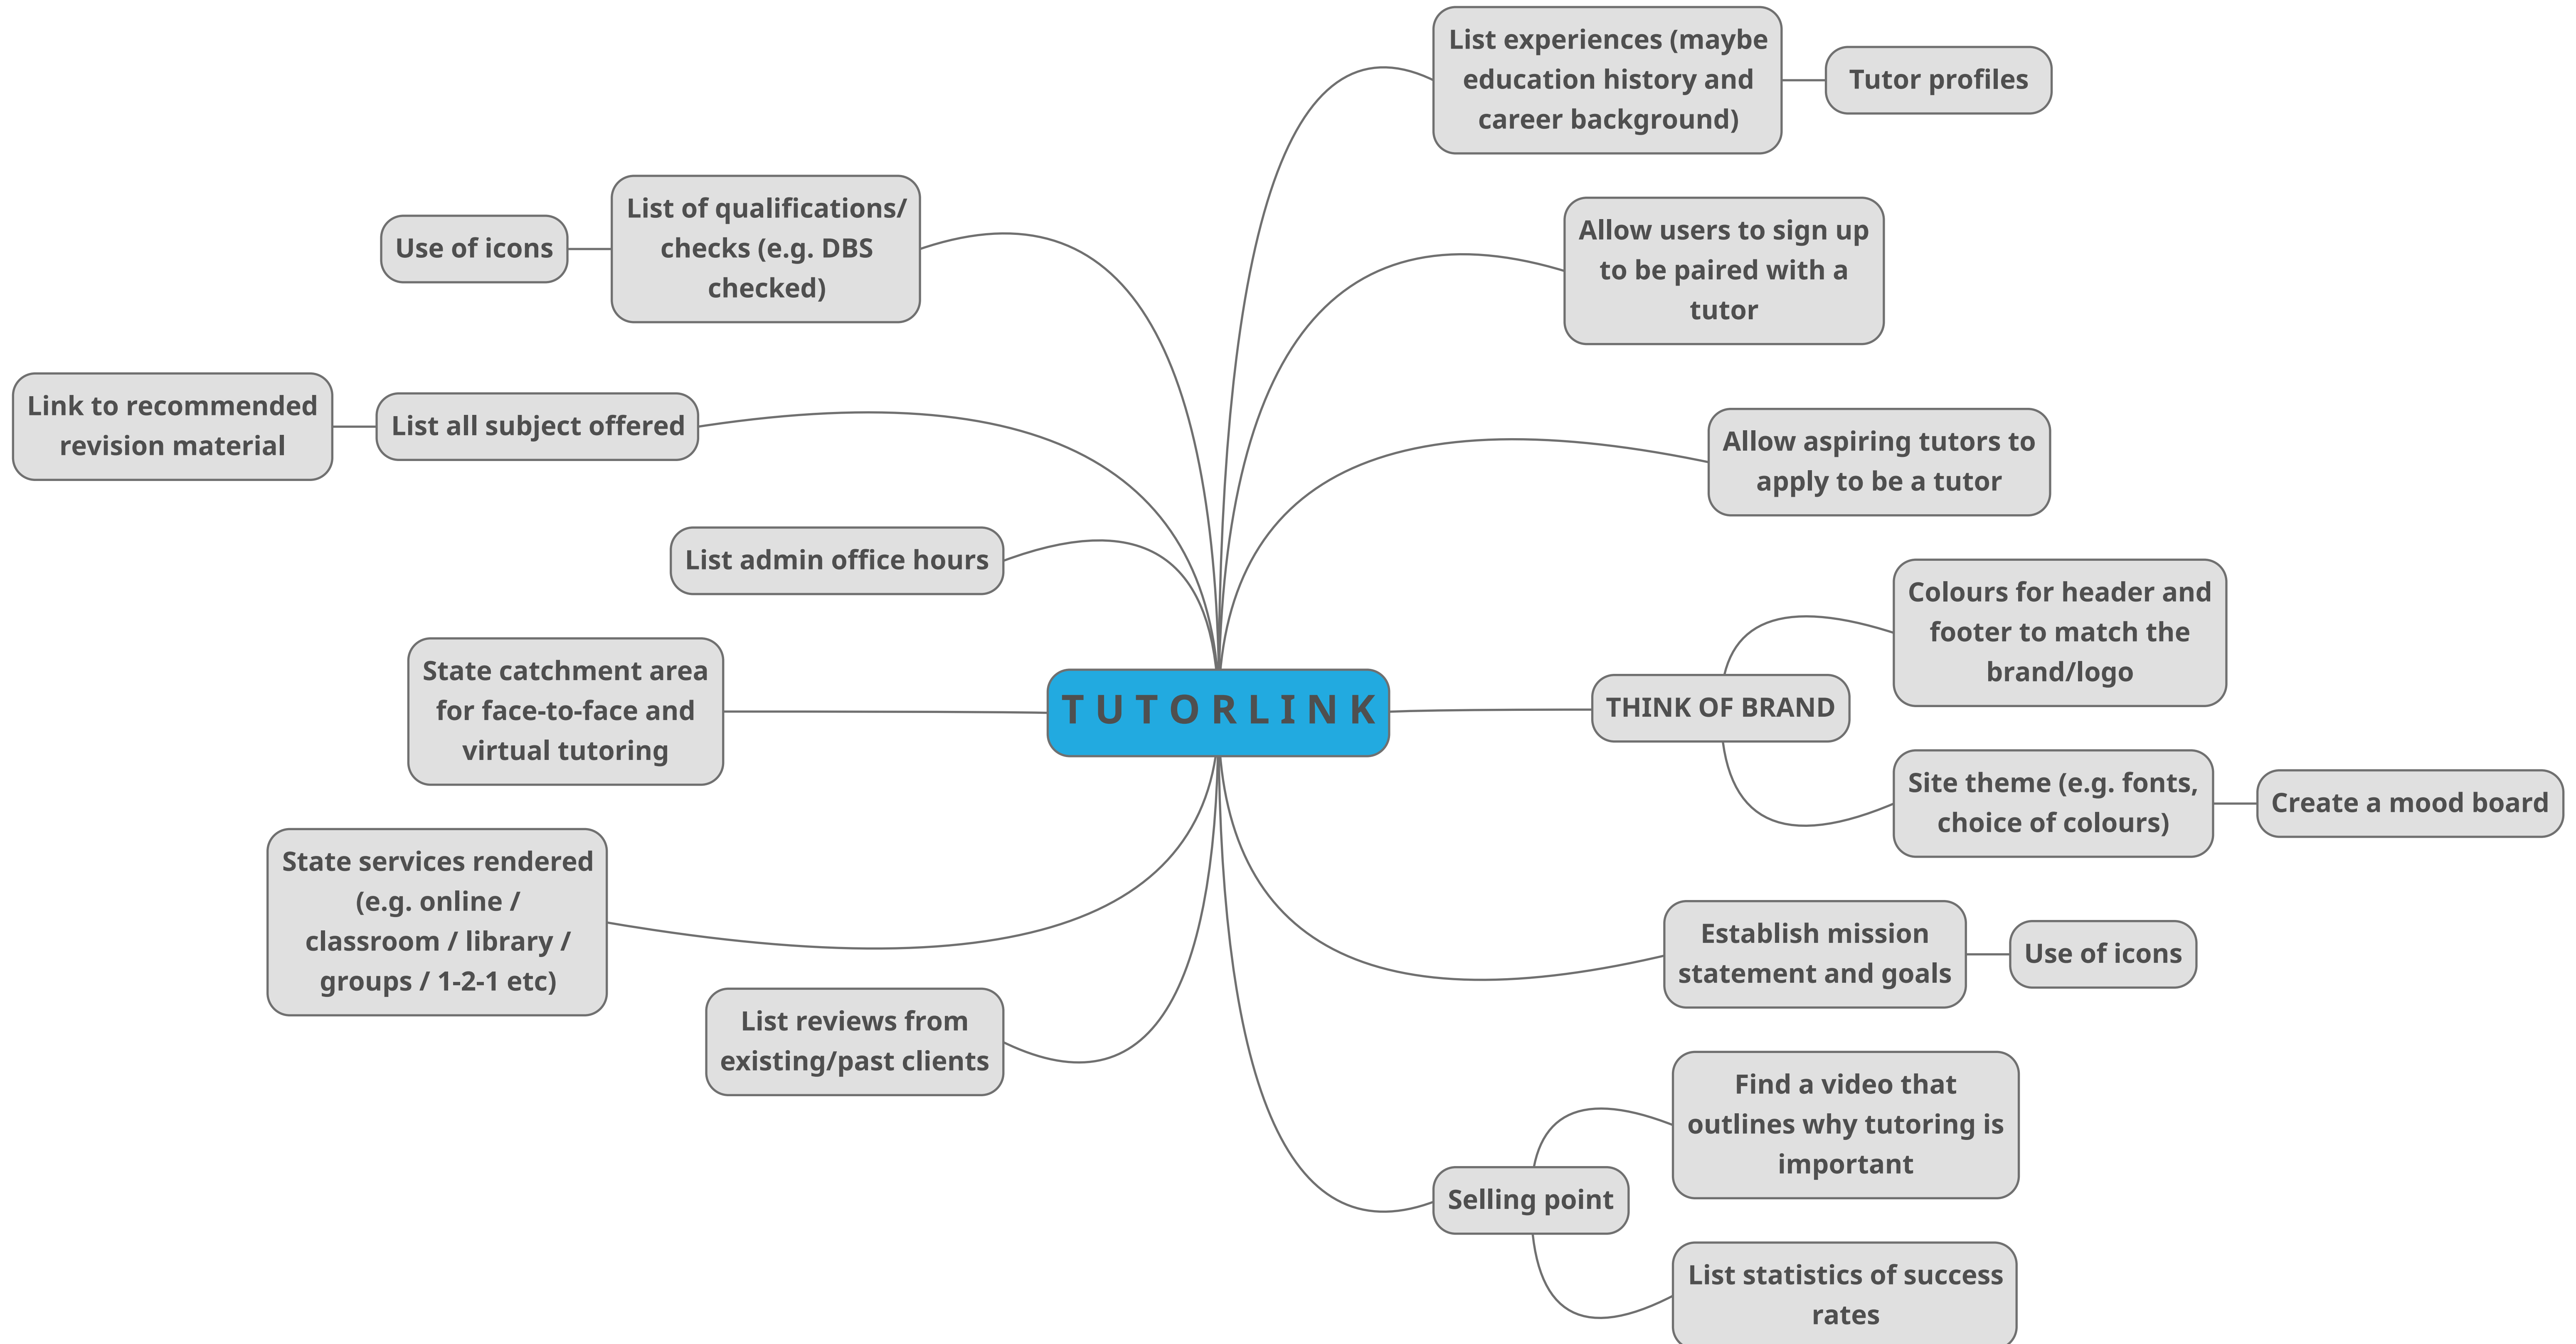 List experiences (maybe
education history and
career background)
Tutor profiles
List of qualifications/
checks (e.g. DBS
checked)
Use of icons
Allow users to sign up
to be paired with a
tutor
Link to recommended
revision material
List all subject offered
Allow aspiring tutors to
apply to be a tutor
List admin office hours
Colours for header and
footer to match the
brand/logo
State catchment area
for face-to-face and
virtual tutoring
T U T O R L I N K
THINK OF BRAND
Site theme (e.g. fonts,
choice of colours)
Create a mood board
State services rendered
(e.g. online /
classroom / library /
groups / 1-2-1 etc)
Establish mission
statement and goals
Use of icons
List reviews from
existing/past clients
Find a video that
outlines why tutoring is
important
Selling point
List statistics of success
rates